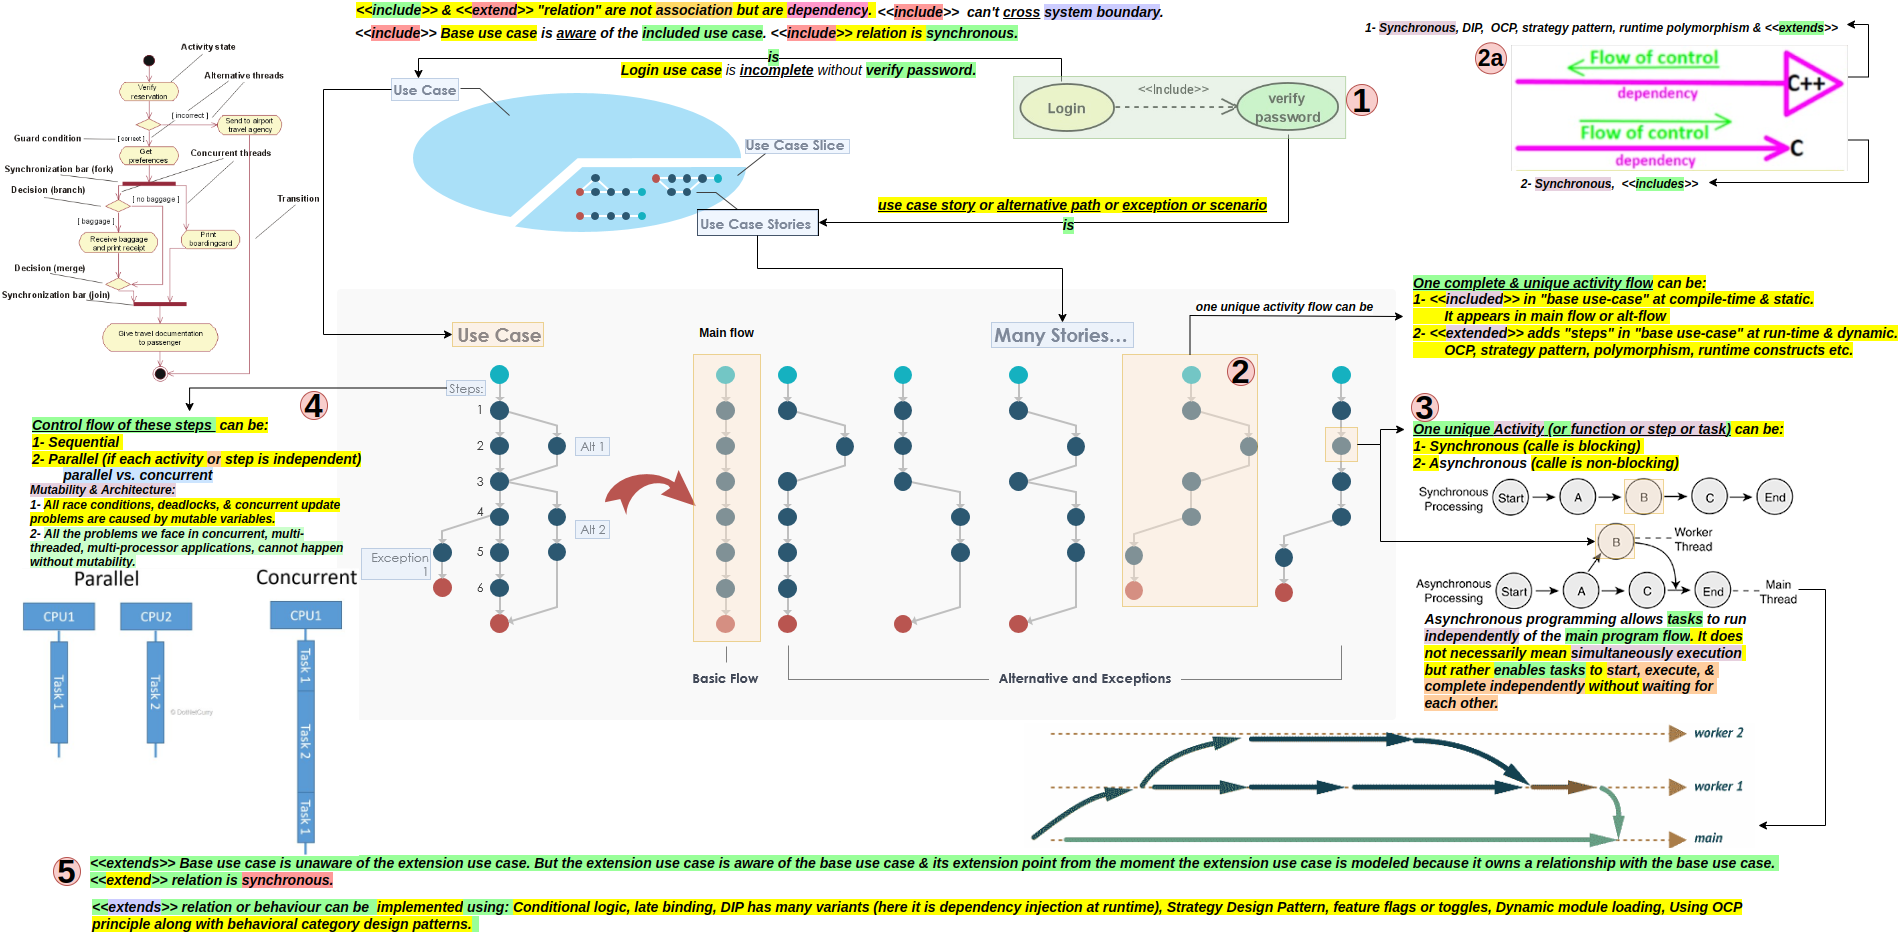 <<include>> & <<extend>> "relation" are not association but are dependency. <<include>> can't cross system boundary.
<<include>> Base use case is aware of the included use case. <<include>> relation is synchronous.
is
Login use case is incomplete without verify password.
Use Case
Login
<<Include>>
verify
password
1
Use Case Slice
Use Case Stories
use case story or alternative path or exception or scenario
is
1- Synchronous, DIP, OCP, strategy pattern, runtime polymorphism & <<extends>>
2a
Flow of control
C++
dependency
Flow of control
C
dependency
2- Synchronous, <<includes>>
Activity state
Alternative threads
Verify
reservation
[ incorrect ]
Send to airport
travel agency
Guard condition
[ correct ]
Get
preferences
Concurrent threads
Synchronization bar (fork)
Decision (branch)
[ no baggage ]
Transition
[ baggage ]
Receive baggage
and print receipt
Print
boardingcard
Decision (merge)
Synchronization bar (join)
Give travel documentation
to passenger
One complete & unique activity flow can be:
1- <<included>> in "base use-case" at compile-time & static.
It appears in main flow or alt-flow
2- <<extended>> adds "steps" in "base use-case" at run-time & dynamic.
OCP, strategy pattern, polymorphism, runtime constructs etc.
one unique activity flow can be
Use Case
Main flow
Many Stories...
2
Steps:
1
2
3
4
5
6
Alt 1
Alt 2
Exception
1
Basic Flow
Alternative and Exceptions
4
Control flow of these steps can be:
1- Sequential
2- Parallel (if each activity or step is independent)
parallel vs. concurrent
Mutability & Architecture:
1- All race conditions, deadlocks, & concurrent update
problems are caused by mutable variables.
2- All the problems we face in concurrent, multi-
threaded, multi-processor applications, cannot happen
without mutability.
Parallel
Concurrent
CPU1
CPU2
CPU1
Task 1
Task 2
Task 1
Task 2
Task 1
© DotNetCurry
3
One unique Activity (or function or step or task) can be:
1- Synchronous (calle is blocking)
2- Asynchronous (calle is non-blocking)
Synchronous
Processing
Start
A
B
C
End
B
Worker
Thread
Asynchronous
Processing
Start
A
C
End
Main
Thread
Asynchronous programming allows tasks to run
independently of the main program flow. It does
not necessarily mean simultaneously execution
but rather enables tasks to start, execute, &
complete independently without waiting for
each other.
worker 2
worker 1
main
5
<<extends>> Base use case is unaware of the extension use case. But the extension use case is aware of the base use case & its extension point from the moment the extension use case is modeled because it owns a relationship with the base use case.
<<extend>> relation is synchronous.
<<extends>> relation or behaviour can be implemented using: Conditional logic, late binding, DIP has many variants (here it is dependency injection at runtime), Strategy Design Pattern, feature flags or toggles, Dynamic module loading, Using OCP
principle along with behavioral category design patterns.